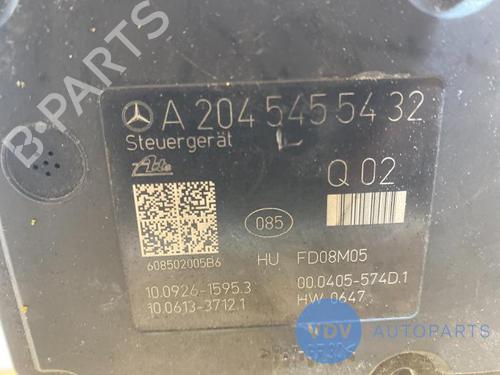 B-PARTS
A 204 545 54 32
Steuergerät
Ate
Q 02
085
608502005B6
HU FD08M05
10.0926-1595.3
00.0405-574D.1
10.0613-3712.1
HW 0647
VDV AUTOPARTS